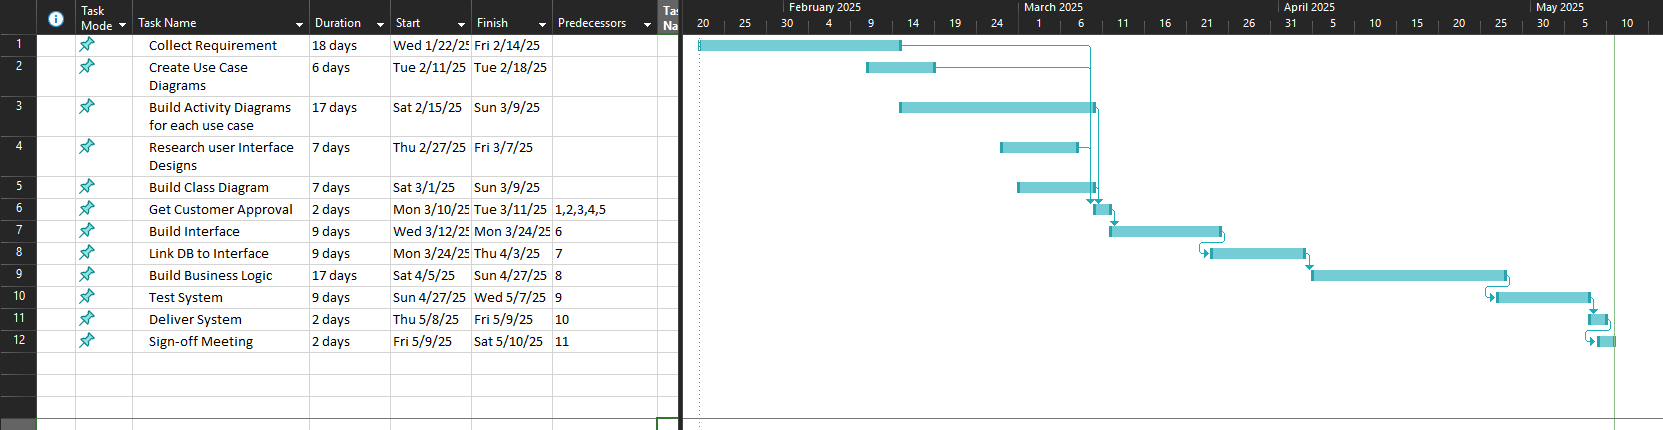 February 2025 March 2025 April 2025 May 2025
Task Mode Task Name Duration Start Finish Predecessors Tas Na
20 25 30 4 9 14 19 24 1 6 11 16 21 26 31 5 10 15 20 25 30 5 10
1 Collect Requirement 18 days Wed 1/22/25 Fri 2/14/25
2 Create Use Case 6 days Tue 2/11/25 Tue 2/18/25
Diagrams
3 Build Activity Diagrams 17 days Sat 2/15/25 Sun 3/9/25
for each use case
4 Research user Interface 7 days Thu 2/27/25 Fri 3/7/25
Designs
5 Build Class Diagram 7 days Sat 3/1/25 Sun 3/9/25
6 Get Customer Approval 2 days Mon 3/10/25 Tue 3/11/25 1,2,3,4,5
7 Build Interface 9 days Wed 3/12/25 Mon 3/24/25 6
8 Link DB to Interface 9 days Mon 3/24/25 Thu 4/3/25 7
9 Build Business Logic 17 days Sat 4/5/25 Sun 4/27/25 8
10 Test System 9 days Sun 4/27/25 Wed 5/7/25 9
11 Deliver System 2 days Thu 5/8/25 Fri 5/9/25 10
12 Sign-off Meeting 2 days Fri 5/9/25 Sat 5/10/25 11